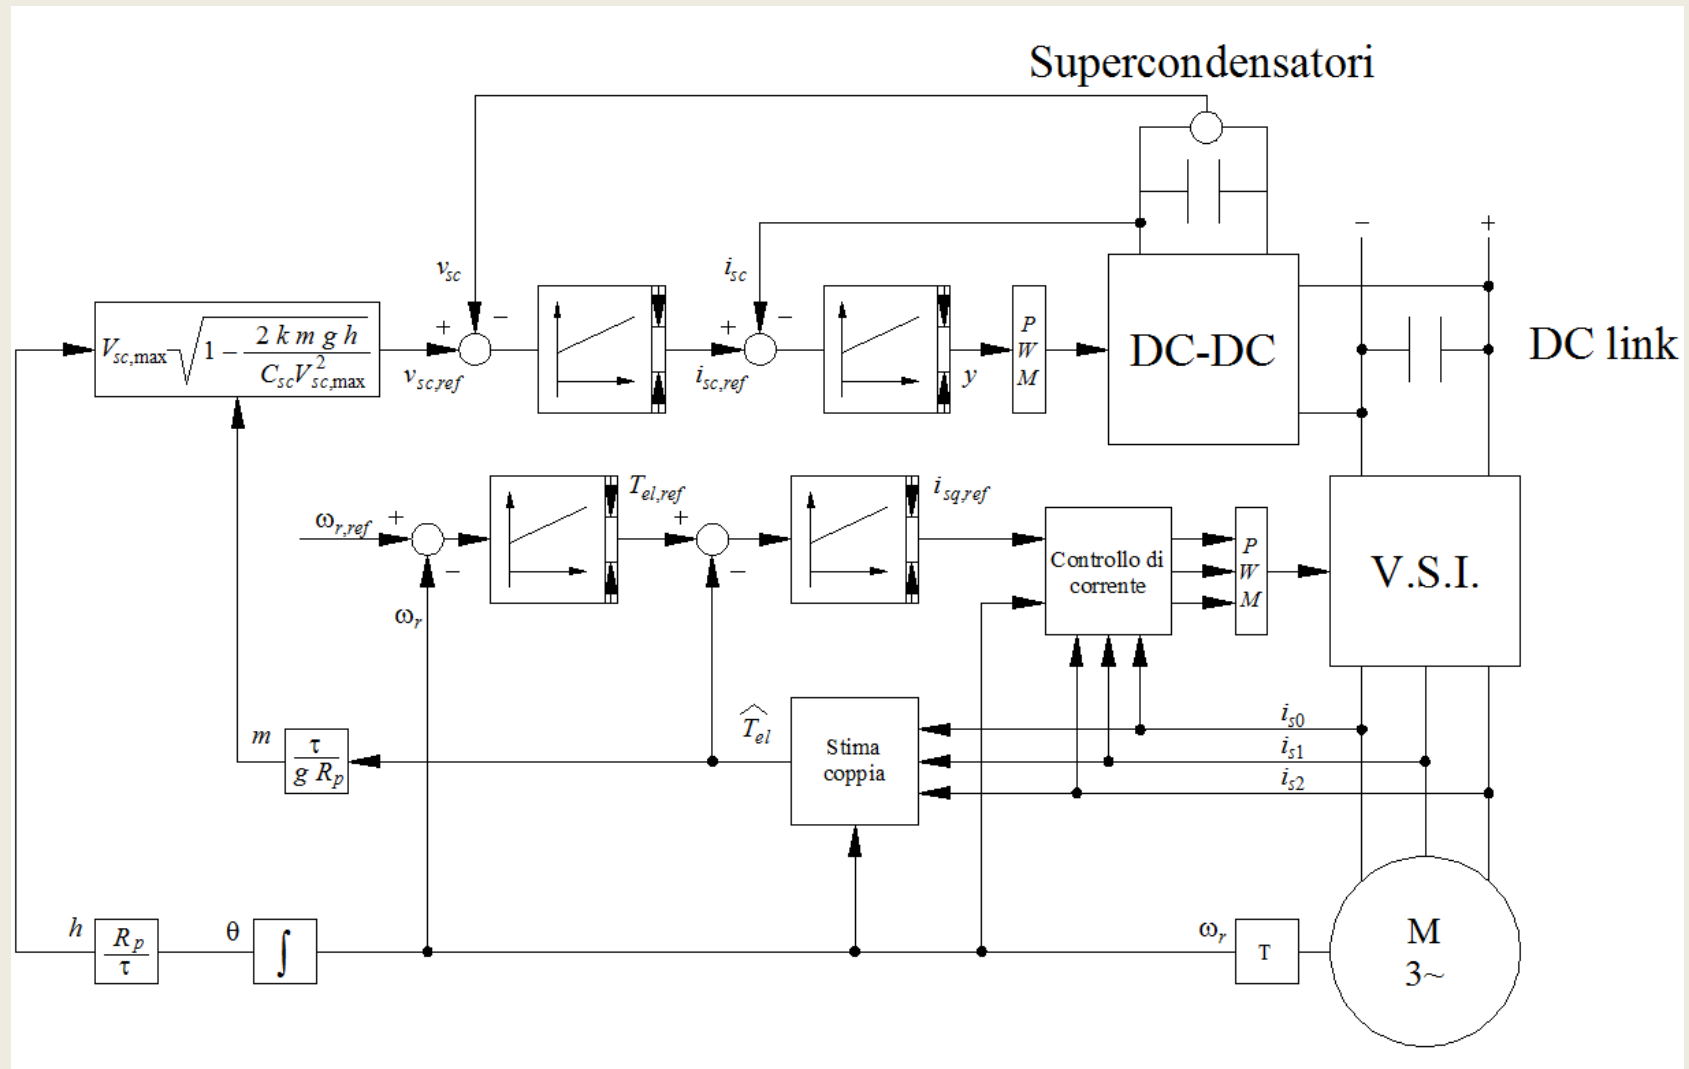 Supercondensatori
− +
v_sc
i_sc
V_sc,max √(1 − (2 k m g h)/(C_sc V²_sc,max))
+ −
v_sc,ref
+ −
i_sc,ref
y
P
W
M
DC-DC
DC link
ω_r,ref
+
−
ω_r
T_el,ref
+
−
i_sq,ref
Controllo di
corrente
P
W
M
V.S.I.
m
τ
g R_p
T̂_el
Stima
coppia
i_s0
i_s1
i_s2
h
R_p
τ
θ
∫
ω_r
T
M
3~